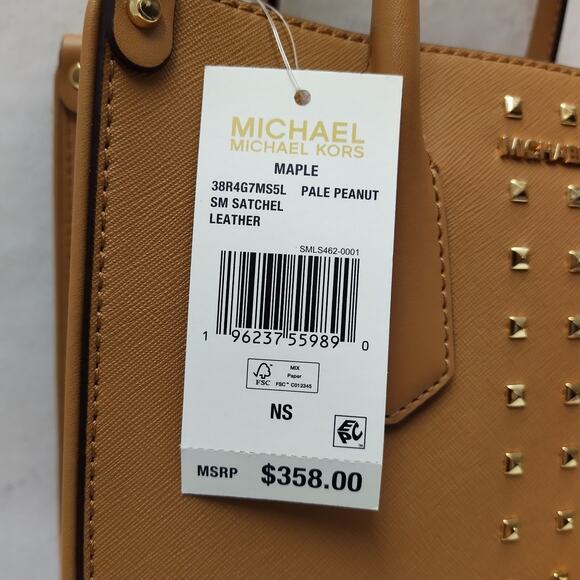 MICHAEL
MICHAEL KORS
MAPLE
38R4G7MS5L PALE PEANUT
SM SATCHEL
LEATHER
SMLS462-0001
1 96237 55989 0
MIX
Paper
FSC
FSC™ C012345
NS
EPC
MSRP $358.00
MICHAEL